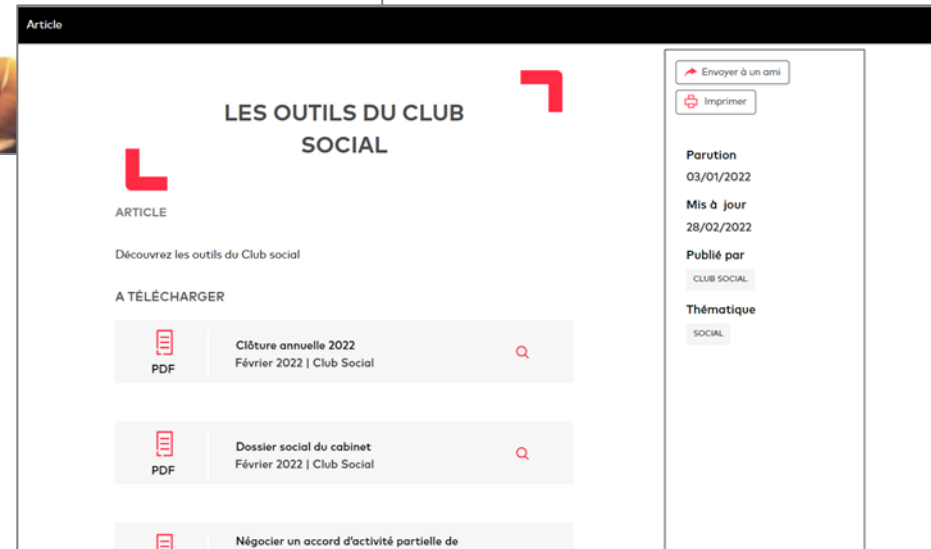 Article
LES OUTILS DU CLUB
SOCIAL
ARTICLE
Découvrez les outils du Club social
A TÉLÉCHARGER
PDF
Clôture annuelle 2022
Février 2022 | Club Social
PDF
Dossier social du cabinet
Février 2022 | Club Social
Négocier un accord d'activité partielle de
Envoyer à un ami
Imprimer
Parution
03/01/2022
Mis à jour
28/02/2022
Publié par
CLUB SOCIAL
Thématique
SOCIAL